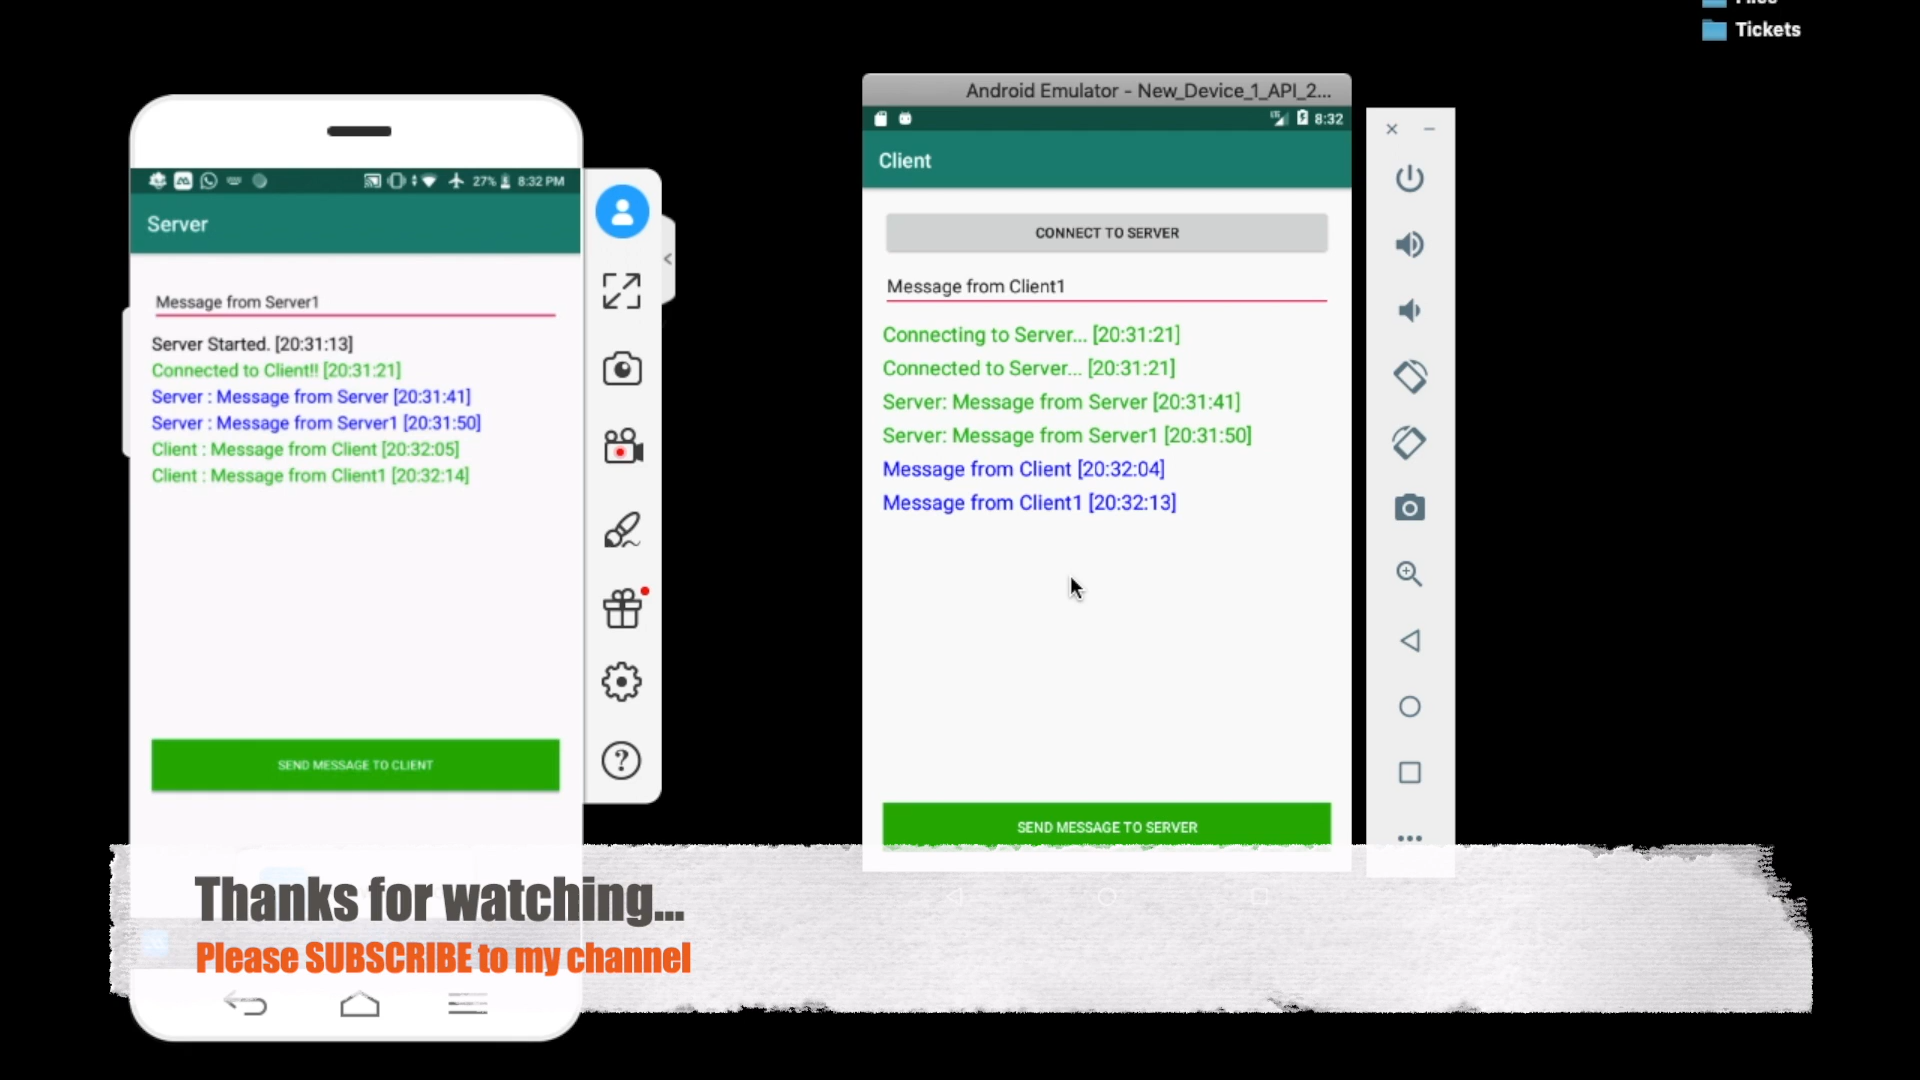 Files
Tickets
27% 8:32 PM
Server
Message from Server1
Server Started. [20:31:13]
Connected to Client!! [20:31:21]
Server : Message from Server [20:31:41]
Server : Message from Server1 [20:31:50]
Client : Message from Client [20:32:05]
Client : Message from Client1 [20:32:14]
SEND MESSAGE TO CLIENT
Android Emulator - New_Device_1_API_2...
8:32
Client
CONNECT TO SERVER
Message from Client1
Connecting to Server... [20:31:21]
Connected to Server... [20:31:21]
Server: Message from Server [20:31:41]
Server: Message from Server1 [20:31:50]
Message from Client [20:32:04]
Message from Client1 [20:32:13]
SEND MESSAGE TO SERVER
Thanks for watching...
Please SUBSCRIBE to my channel